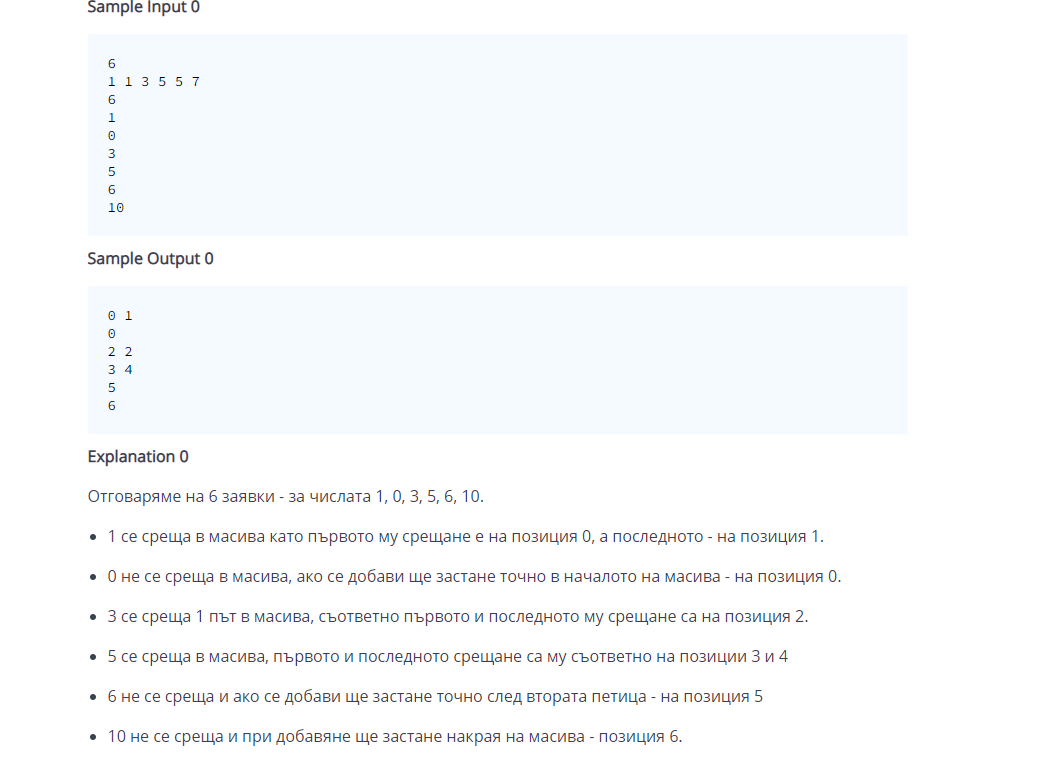 Sample Input 0
6
1 1 3 5 5 7
6
1
0
3
5
6
10
Sample Output 0
0 1
0
2 2
3 4
5
6
Explanation 0
Отговаряме на 6 заявки - за числата 1, 0, 3, 5, 6, 10.
• 1 се среща в масива като първото му срещане е на позиция 0, а последното - на позиция 1.
• 0 не се среща в масива, ако се добави ще застане точно в началото на масива - на позиция 0.
• 3 се среща 1 път в масива, съответно първото и последното му срещане са на позиция 2.
• 5 се среща в масива, първото и последното срещане са му съответно на позиции 3 и 4
• 6 не се среща и ако се добави ще застане точно след втората петица - на позиция 5
• 10 не се среща и при добавяне ще застане накрая на масива - позиция 6.